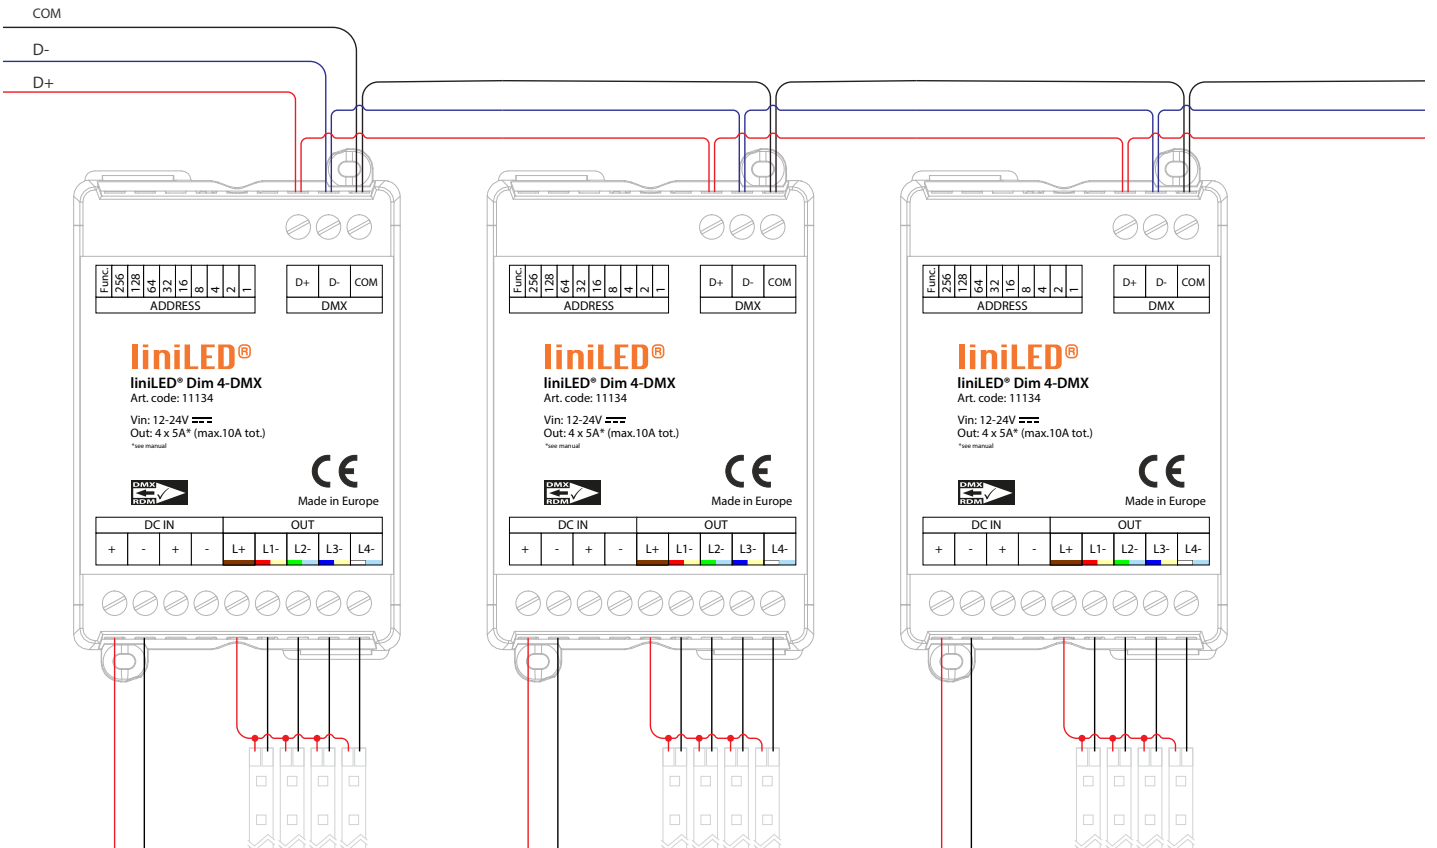 COM
D-
D+
Func. 256 128 64 32 16 8 4 2 1
ADDRESS
D+ D- COM
DMX
liniLED®
liniLED® Dim 4-DMX
Art. code: 11134
Vin: 12-24V
Out: 4 x 5A* (max.10A tot.)
*see manual
DMX
RDM
CE
Made in Europe
DC IN OUT
+ - + - L+ L1- L2- L3- L4-
Func. 256 128 64 32 16 8 4 2 1
ADDRESS
D+ D- COM
DMX
liniLED®
liniLED® Dim 4-DMX
Art. code: 11134
Vin: 12-24V
Out: 4 x 5A* (max.10A tot.)
*see manual
DMX
RDM
CE
Made in Europe
DC IN OUT
+ - + - L+ L1- L2- L3- L4-
Func. 256 128 64 32 16 8 4 2 1
ADDRESS
D+ D- COM
DMX
liniLED®
liniLED® Dim 4-DMX
Art. code: 11134
Vin: 12-24V
Out: 4 x 5A* (max.10A tot.)
*see manual
DMX
RDM
CE
Made in Europe
DC IN OUT
+ - + - L+ L1- L2- L3- L4-